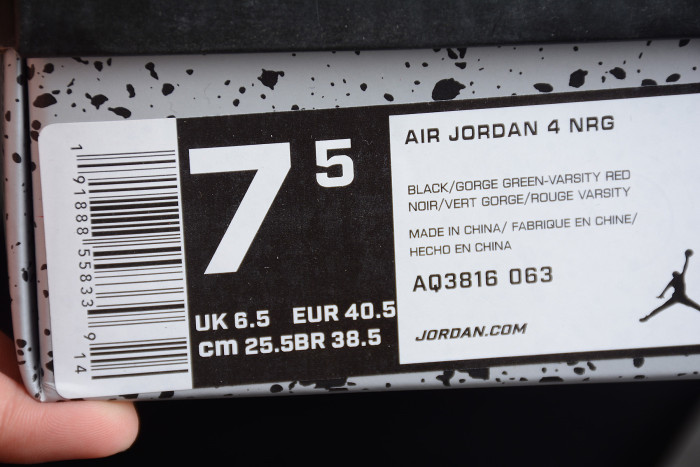 1 91888 55833 9 14
7 5
UK 6.5 EUR 40.5
cm 25.5BR 38.5
AIR JORDAN 4 NRG
BLACK/GORGE GREEN-VARSITY RED
NOIR/VERT GORGE/ROUGE VARSITY
MADE IN CHINA/ FABRIQUE EN CHINE/
HECHO EN CHINA
AQ3816 063
JORDAN.COM